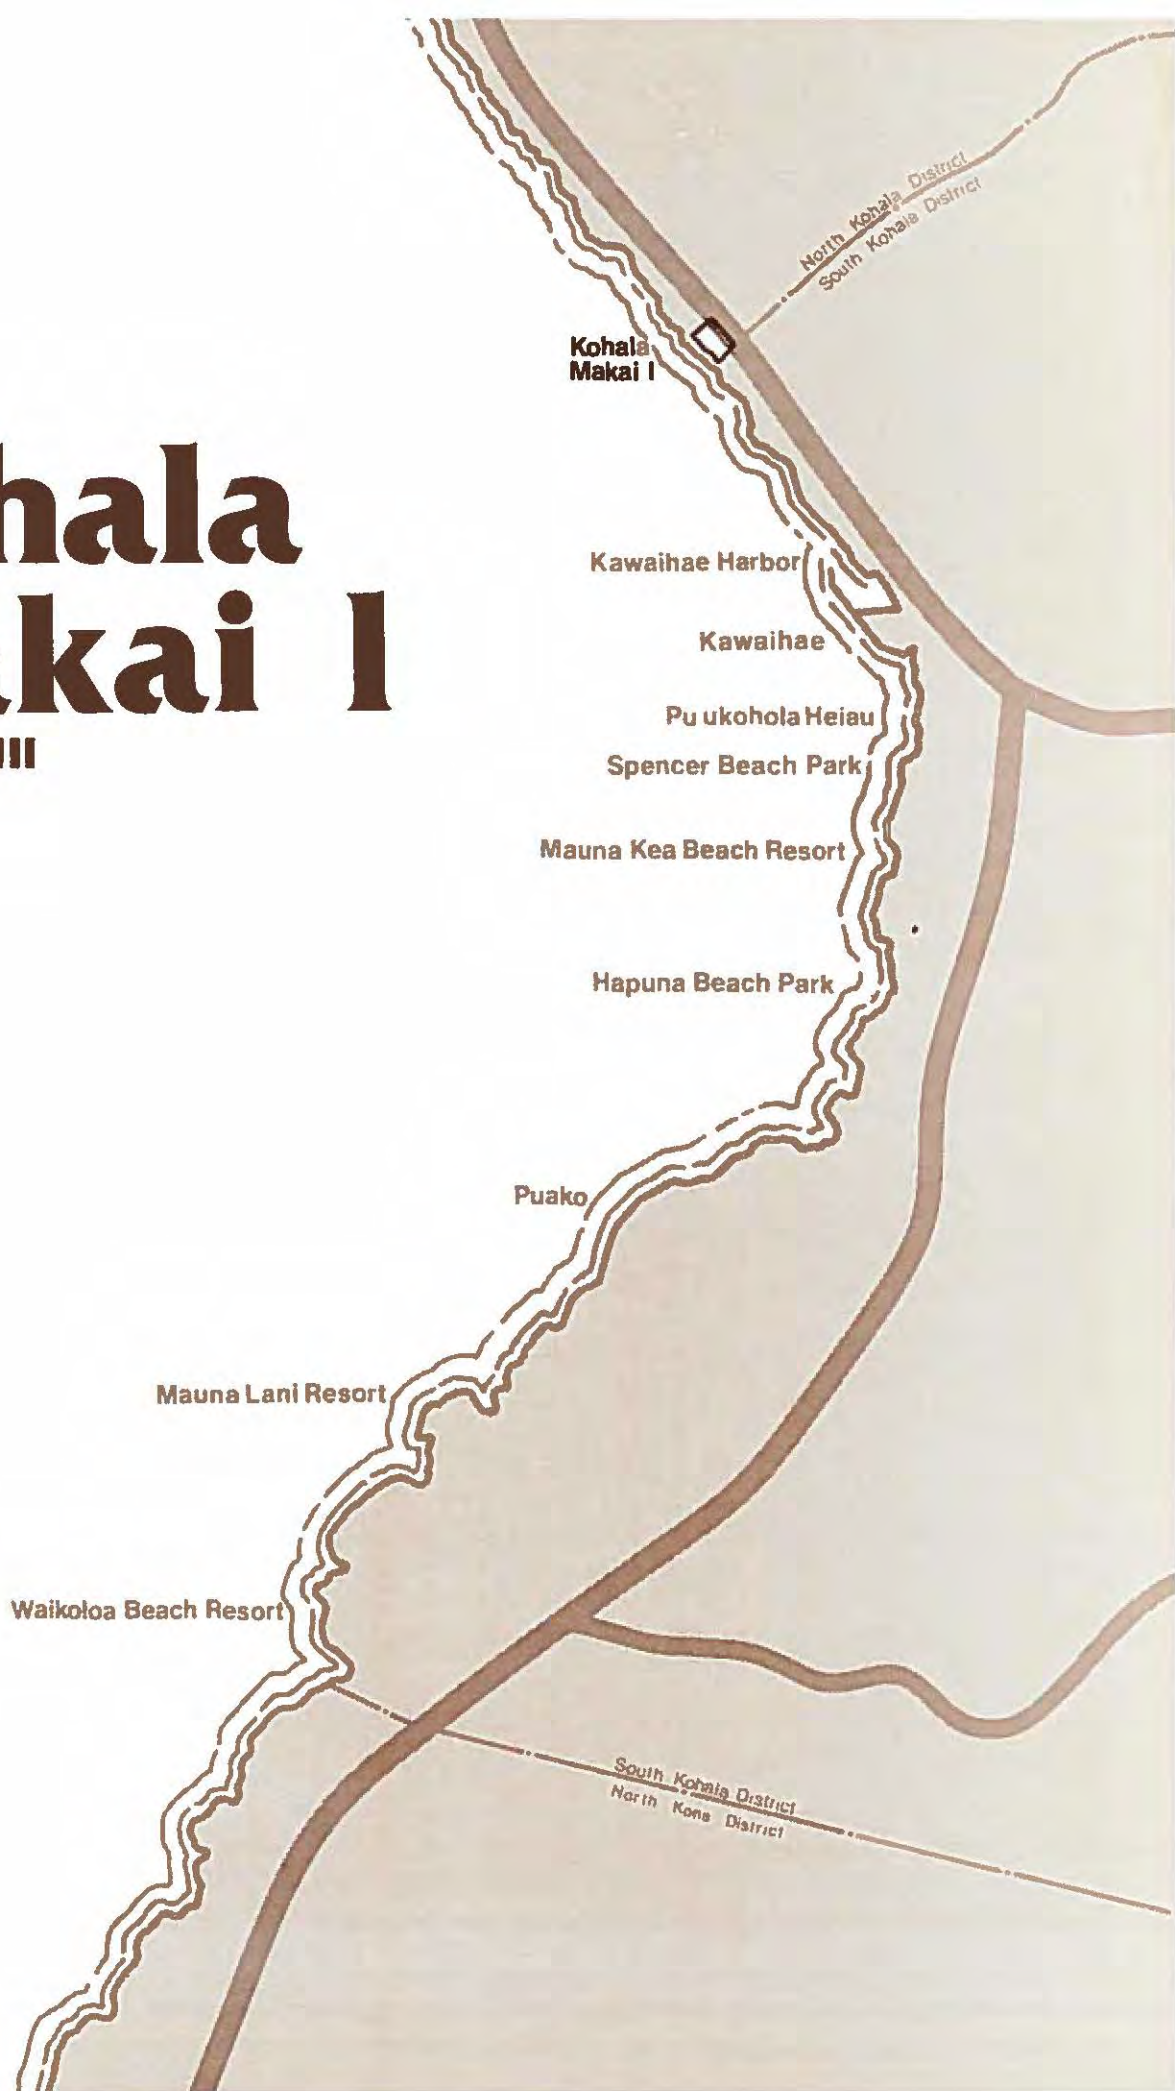 North Kohala District
South Kohala District
Kohala
Makai I
hala
kai I
III
Kawaihae Harbor
Kawaihae
Pu ukohola Heiau
Spencer Beach Park
Mauna Kea Beach Resort
Hapuna Beach Park
Puako
Mauna Lani Resort
Waikoloa Beach Resort
South Kohala District
North Kona District